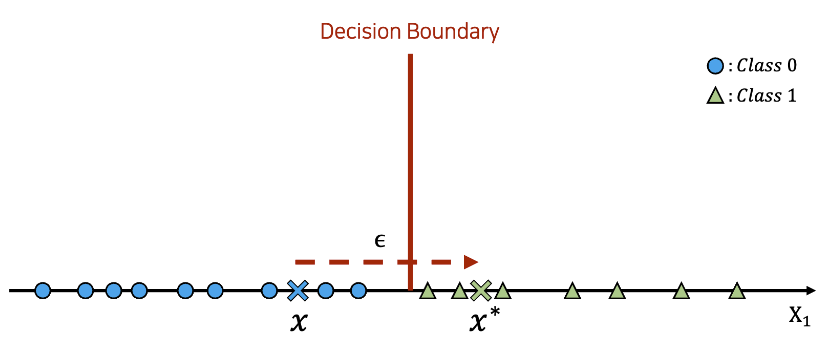 Decision Boundary
: Class 0
: Class 1
ϵ
x
x*
X₁